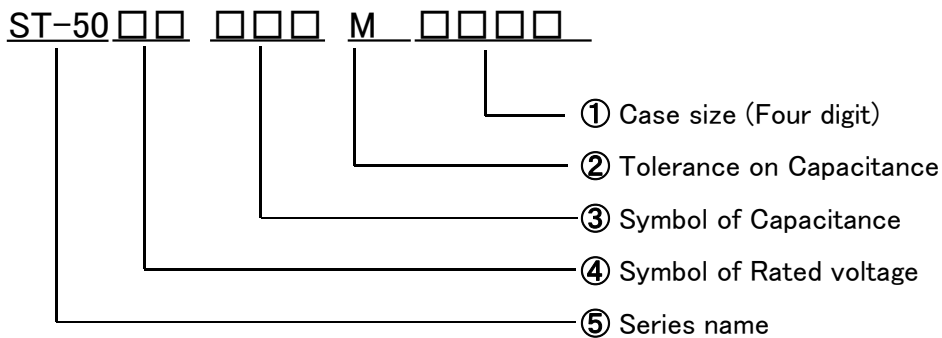 ST-50□□ □□□ M □□□□
① Case size (Four digit)
② Tolerance on Capacitance
③ Symbol of Capacitance
④ Symbol of Rated voltage
⑤ Series name